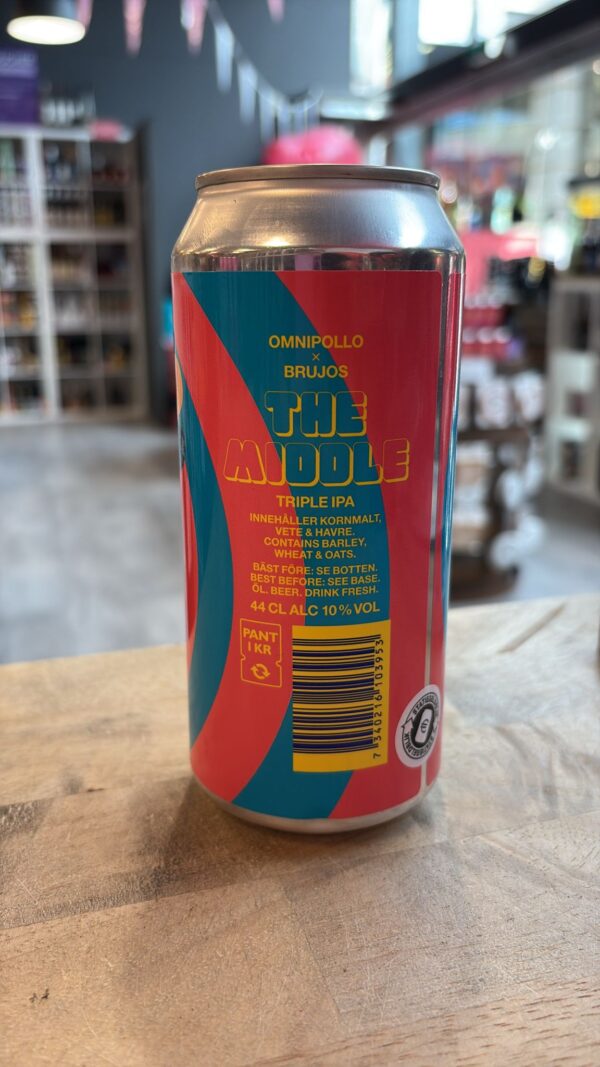 OMNIPOLLO
×
BRUJOS
THE
MIDDLE
TRIPLE IPA
INNEHÅLLER KORNMALT,
VETE & HAVRE.
CONTAINS BARLEY,
WHEAT & OATS.
BÄST FÖRE: SE BOTTEN.
BEST BEFORE: SEE BASE.
ÖL. BEER. DRINK FRESH.
44 CL ALC 10 % VOL
PANT
1 KR
7 340216 103953